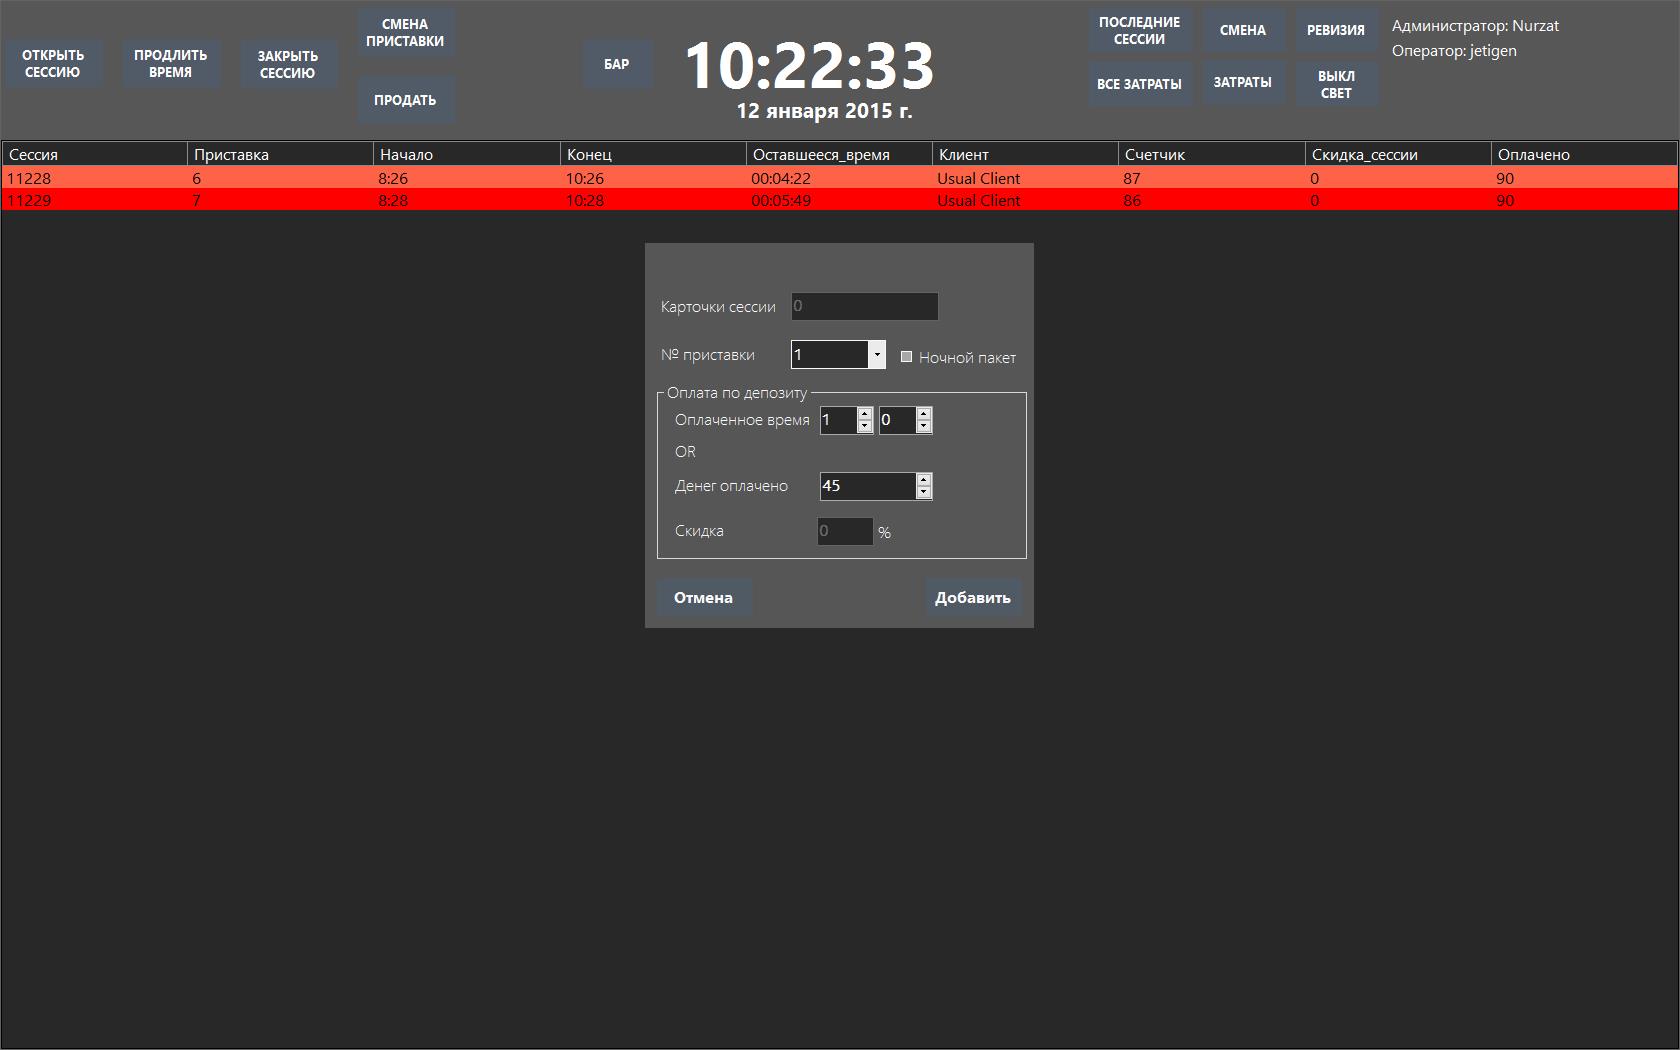 ОТКРЫТЬ
СЕССИЮ
ПРОДЛИТЬ
ВРЕМЯ
ЗАКРЫТЬ
СЕССИЮ
СМЕНА
ПРИСТАВКИ
ПРОДАТЬ
БАР
10:22:33
12 января 2015 г.
ПОСЛЕДНИЕ
СЕССИИ
СМЕНА
РЕВИЗИЯ
ВСЕ ЗАТРАТЫ
ЗАТРАТЫ
ВЫКЛ
СВЕТ
Администратор: Nurzat
Оператор: jetigen
Сессия Приставка Начало Конец Оставшееся_время Клиент Счетчик Скидка_сессии Оплачено
11228 6 8:26 10:26 00:04:22 Usual Client 87 0 90
11229 7 8:28 10:28 00:05:49 Usual Client 86 0 90
Карточки сессии 0
№ приставки 1 Ночной пакет
Оплата по депозиту
Оплаченное время 1 0
OR
Денег оплачено 45
Скидка 0 %
Отмена Добавить